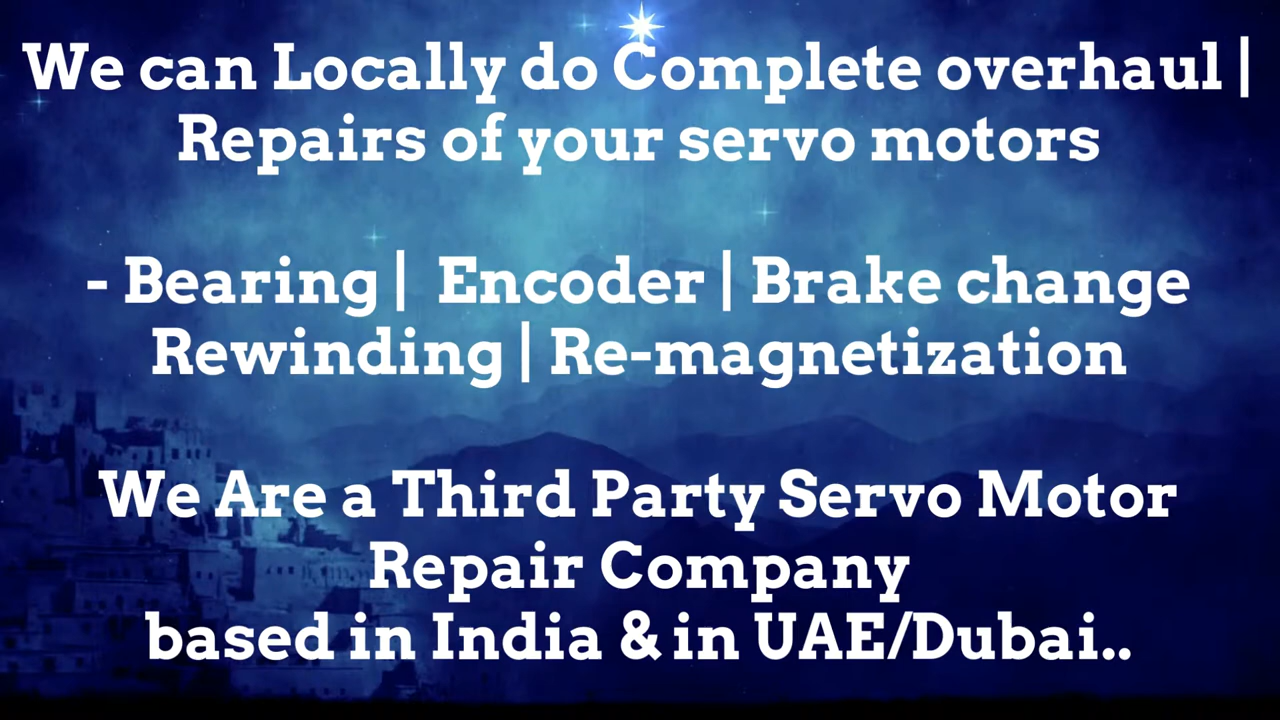 We can Locally do Complete overhaul |
Repairs of your servo motors
- Bearing | Encoder | Brake change
Rewinding | Re-magnetization
We Are a Third Party Servo Motor
Repair Company
based in India & in UAE/Dubai..